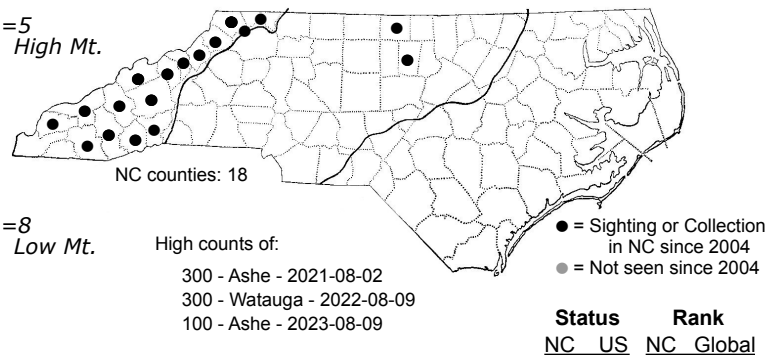 =5
High Mt.
NC counties: 18
=8
Low Mt.
High counts of:
300 - Ashe - 2021-08-02
300 - Watauga - 2022-08-09
100 - Ashe - 2023-08-09
● = Sighting or Collection
in NC since 2004
● = Not seen since 2004
Status Rank
NC US NC Global